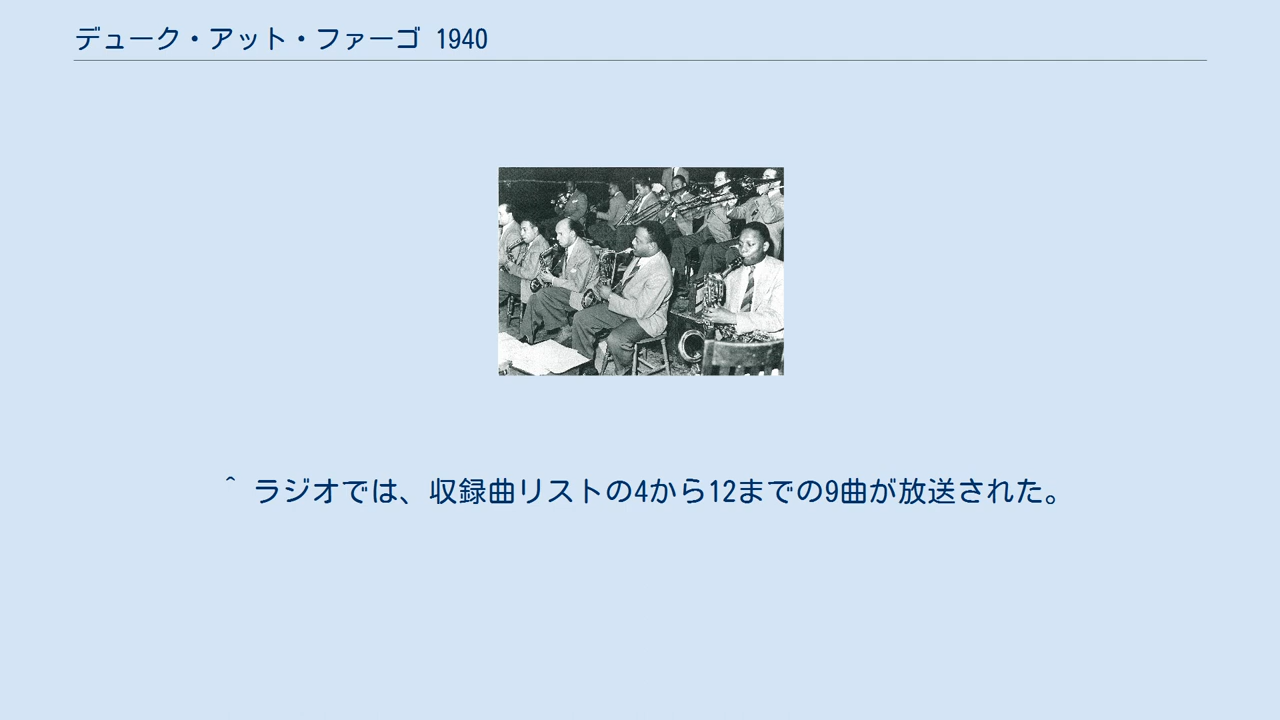 デューク・アット・ファーゴ 1940
^ ラジオでは、収録曲リストの4から12までの9曲が放送された。